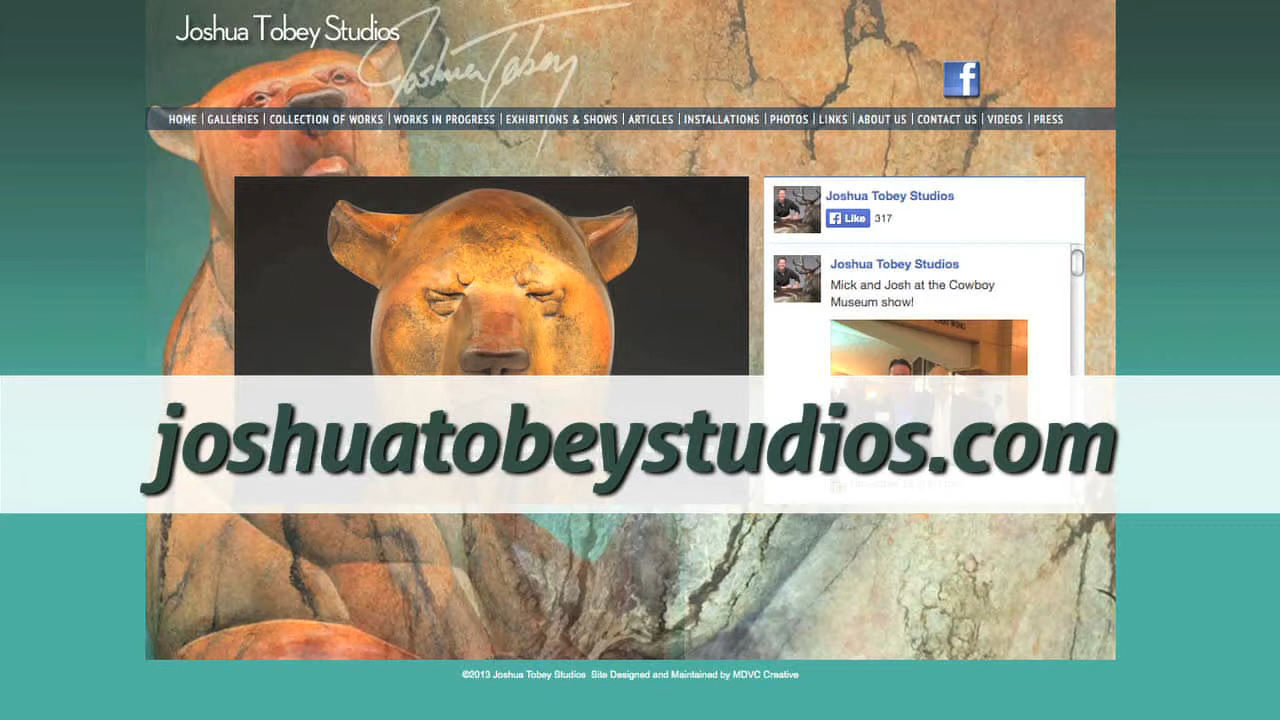 Joshua Tobey Studios
Joshua Tobey
HOME | GALLERIES | COLLECTION OF WORKS | WORKS IN PROGRESS | EXHIBITIONS & SHOWS | ARTICLES | INSTALLATIONS | PHOTOS | LINKS | ABOUT US | CONTACT US | VIDEOS | PRESS
Joshua Tobey Studios
Like 317
Joshua Tobey Studios
Mick and Josh at the Cowboy
Museum show!
joshuatobeystudios.com
©2013 Joshua Tobey Studios Site Designed and Maintained by MDVC Creative